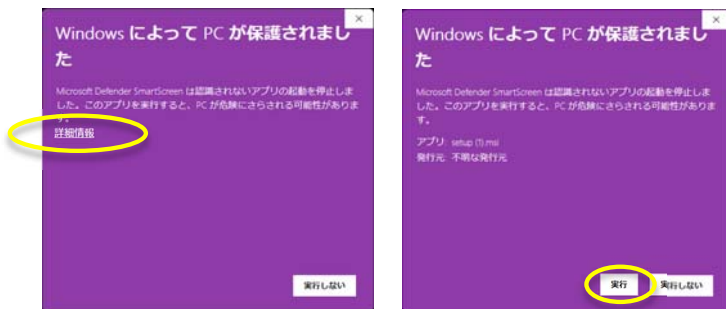 Windows によって PC が保護されまし
た
Microsoft Defender SmartScreen は認識されないアプリの起動を停止しま
した。このアプリを実行すると、PC が危険にさらされる可能性がありま
す。
詳細情報
実行しない
Windows によって PC が保護されまし
た
Microsoft Defender SmartScreen は認識されないアプリの起動を停止しま
した。このアプリを実行すると、PC が危険にさらされる可能性がありま
す。
アプリ: setup (1).msi
発行元: 不明な発行元
実行
実行しない